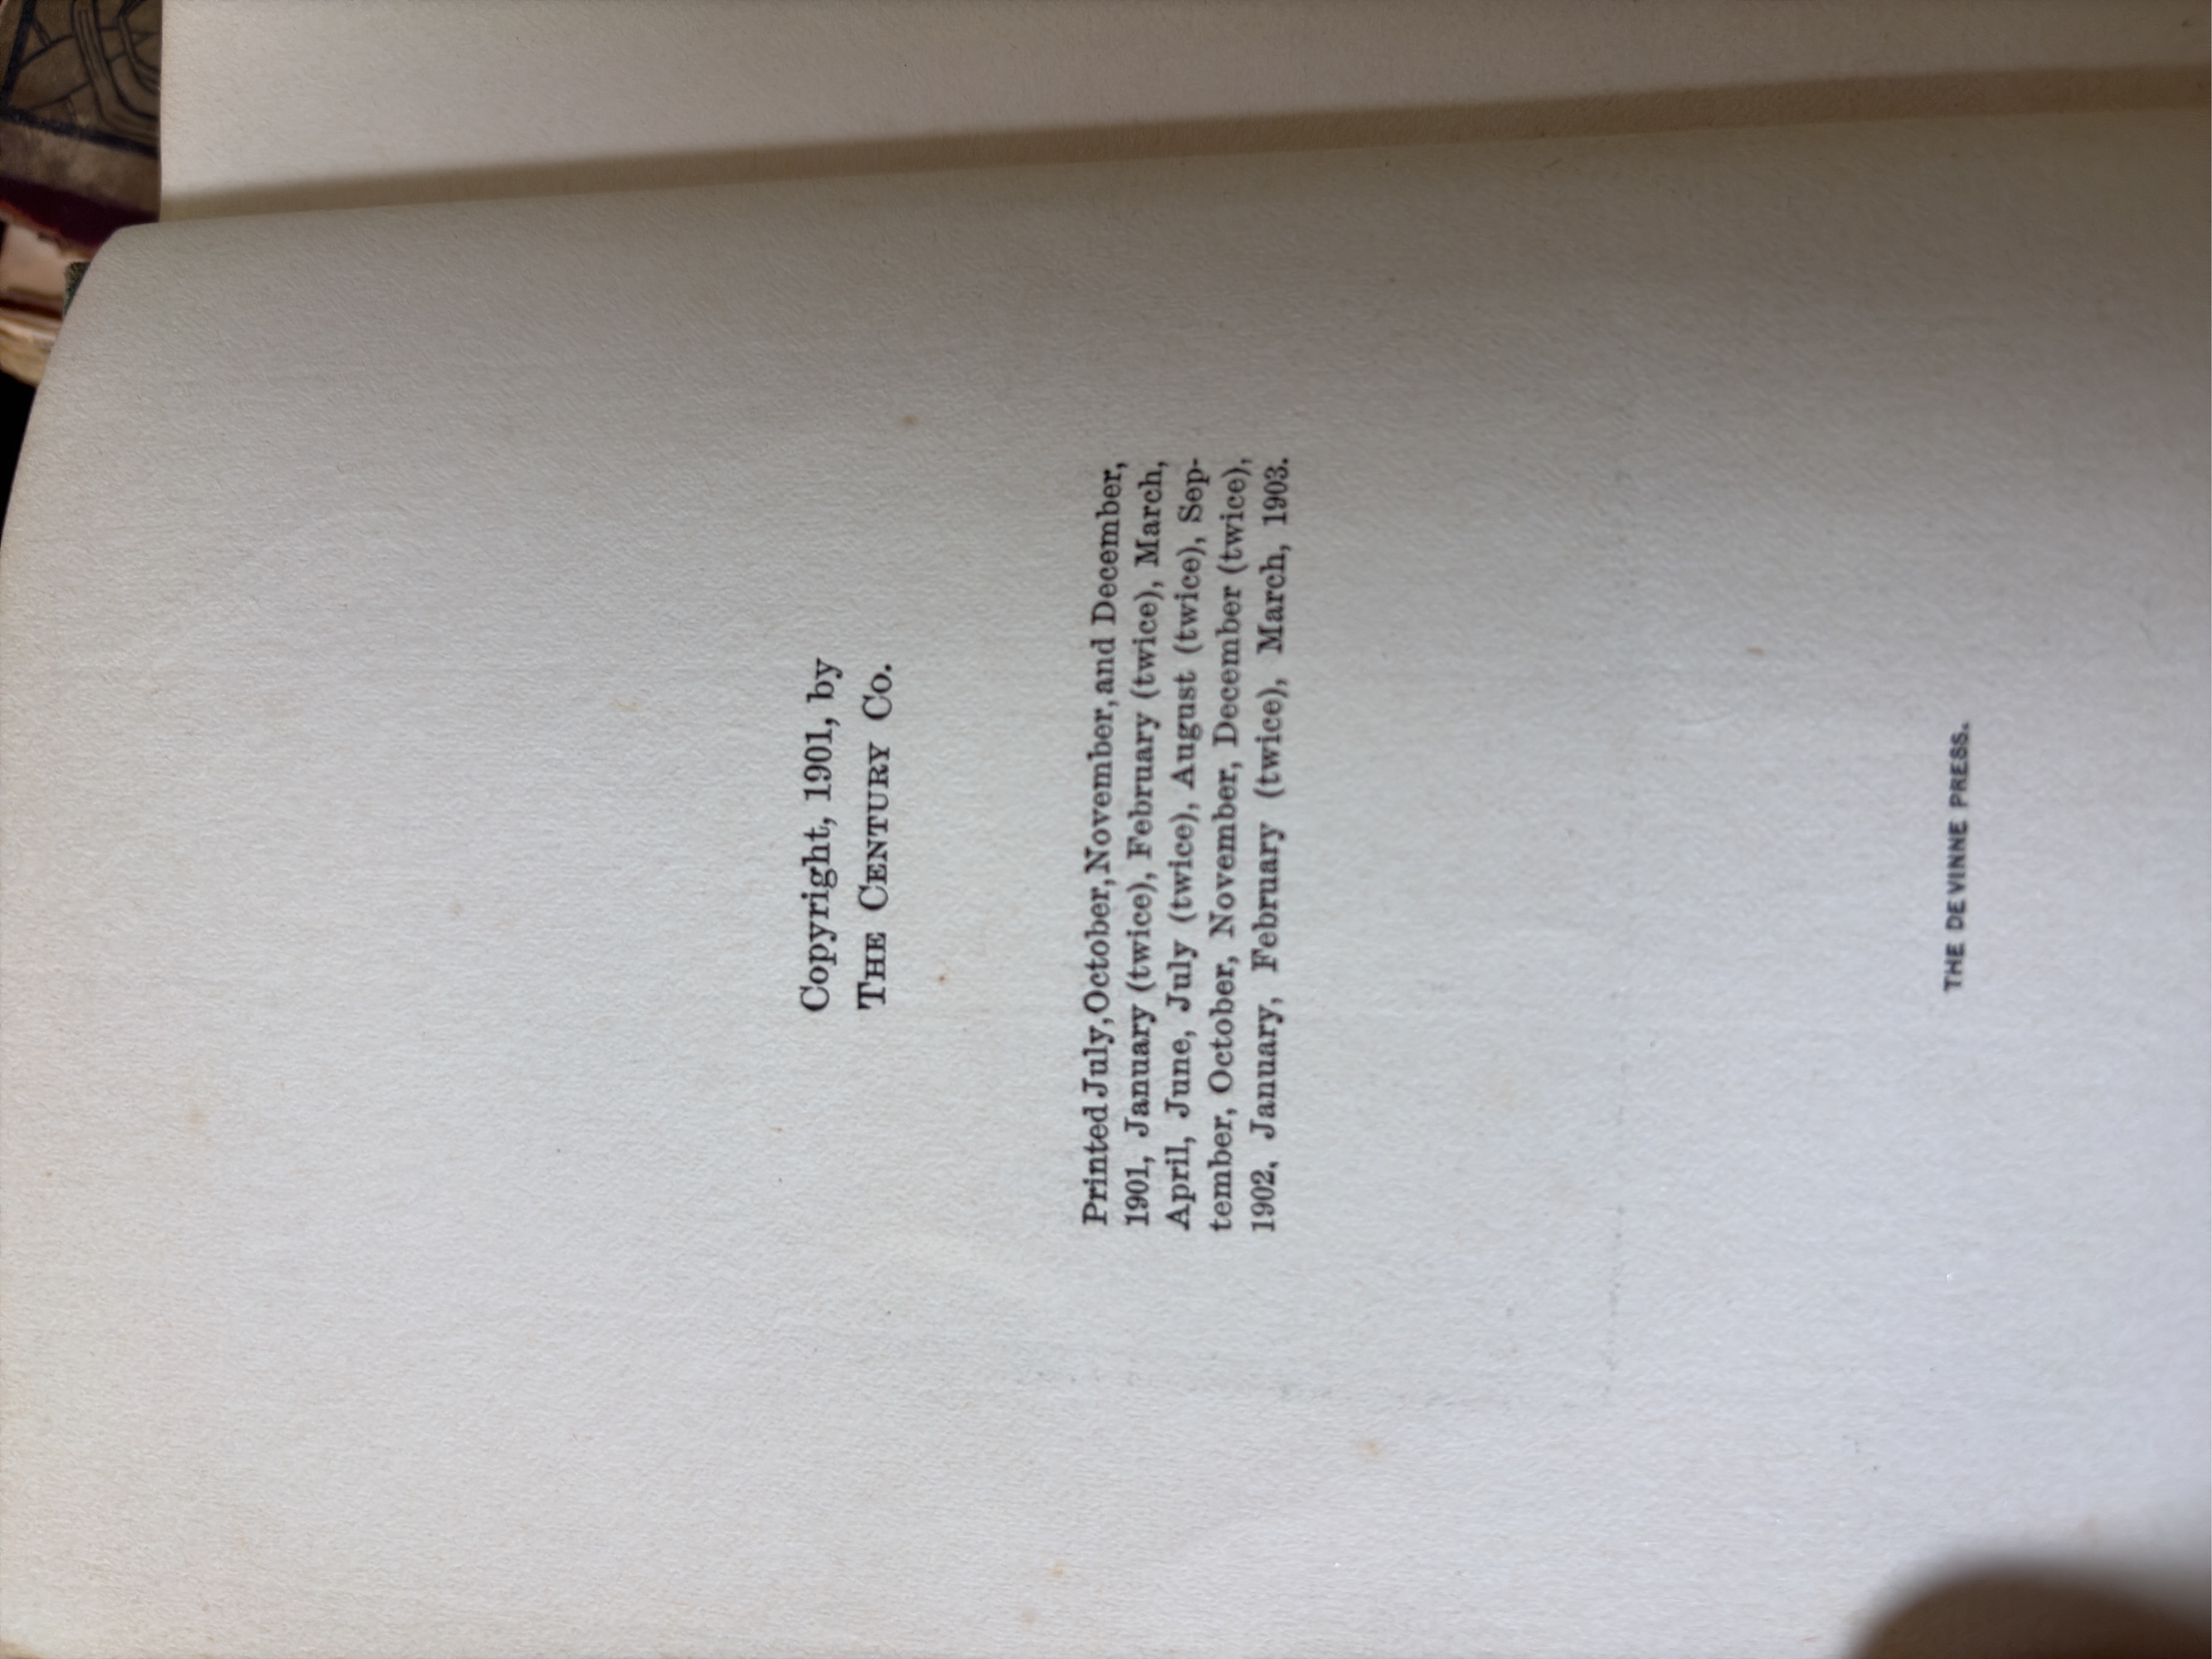 Copyright, 1901, by
THE CENTURY CO.
Printed July, October, November, and December,
1901, January (twice), February (twice), March,
April, June, July (twice), August (twice), Sep-
tember, October, November, December (twice),
1902, January, February (twice), March, 1903.
THE DEVINNE PRESS.